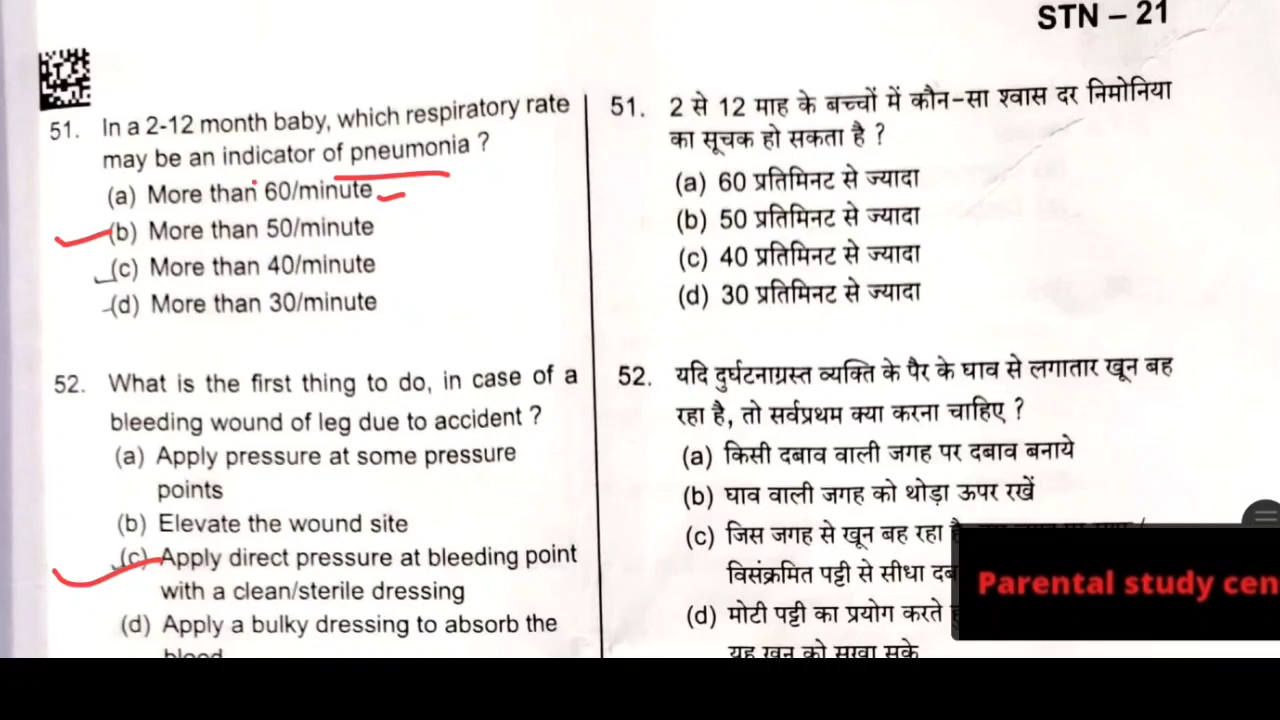 STN – 21
51. In a 2-12 month baby, which respiratory rate
may be an indicator of pneumonia ?
(a) More than 60/minute
(b) More than 50/minute
(c) More than 40/minute
(d) More than 30/minute
52. What is the first thing to do, in case of a
bleeding wound of leg due to accident ?
(a) Apply pressure at some pressure
points
(b) Elevate the wound site
(c) Apply direct pressure at bleeding point
with a clean/sterile dressing
(d) Apply a bulky dressing to absorb the
blood
51. 2 से 12 माह के बच्चों में कौन-सा श्वास दर निमोनिया
का सूचक हो सकता है ?
(a) 60 प्रतिमिनट से ज्यादा
(b) 50 प्रतिमिनट से ज्यादा
(c) 40 प्रतिमिनट से ज्यादा
(d) 30 प्रतिमिनट से ज्यादा
52. यदि दुर्घटनाग्रस्त व्यक्ति के पैर के घाव से लगातार खून बह
रहा है, तो सर्वप्रथम क्या करना चाहिए ?
(a) किसी दबाव वाली जगह पर दबाव बनाये
(b) घाव वाली जगह को थोड़ा ऊपर रखें
(c) जिस जगह से खून बह रहा
विसंक्रमित पट्टी से सीधा
(d) मोटी पट्टी का प्रयोग करते
यह खून को सुखा सके
Parental study cen